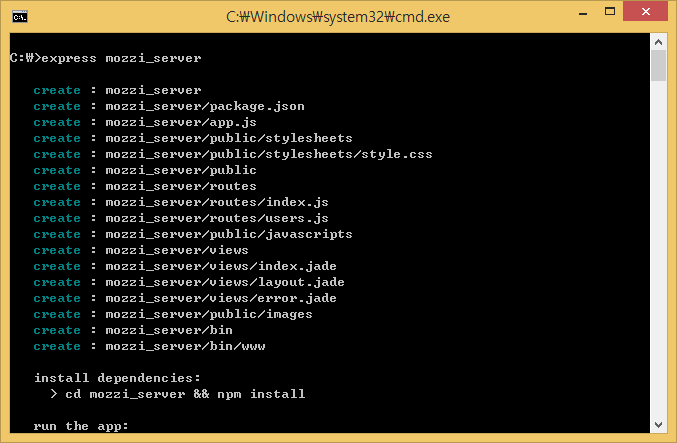 C:\Windows\system32\cmd.exe
C:\>express mozzi_server
create : mozzi_server
create : mozzi_server/package.json
create : mozzi_server/app.js
create : mozzi_server/public/stylesheets
create : mozzi_server/public/stylesheets/style.css
create : mozzi_server/public
create : mozzi_server/routes
create : mozzi_server/routes/index.js
create : mozzi_server/routes/users.js
create : mozzi_server/public/javascripts
create : mozzi_server/views
create : mozzi_server/views/index.jade
create : mozzi_server/views/layout.jade
create : mozzi_server/views/error.jade
create : mozzi_server/public/images
create : mozzi_server/bin
create : mozzi_server/bin/www
install dependencies:
> cd mozzi_server && npm install
run the app: